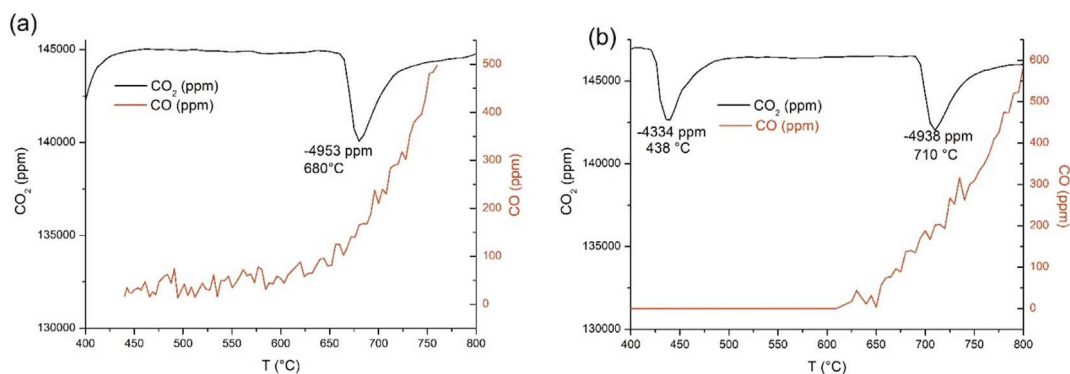 (a)
145000
140000
135000
130000
CO₂ (ppm)
CO₂ (ppm)
CO (ppm)
-4953 ppm
680°C
500
400
300
200
100
0
CO (ppm)
400 450 500 550 600 650 700 750 800
T (°C)
(b)
145000
140000
135000
130000
CO₂ (ppm)
CO₂ (ppm)
CO (ppm)
-4334 ppm
438 °C
-4938 ppm
710 °C
600
500
400
300
200
100
0
CO (ppm)
400 450 500 550 600 650 700 750 800
T (°C)